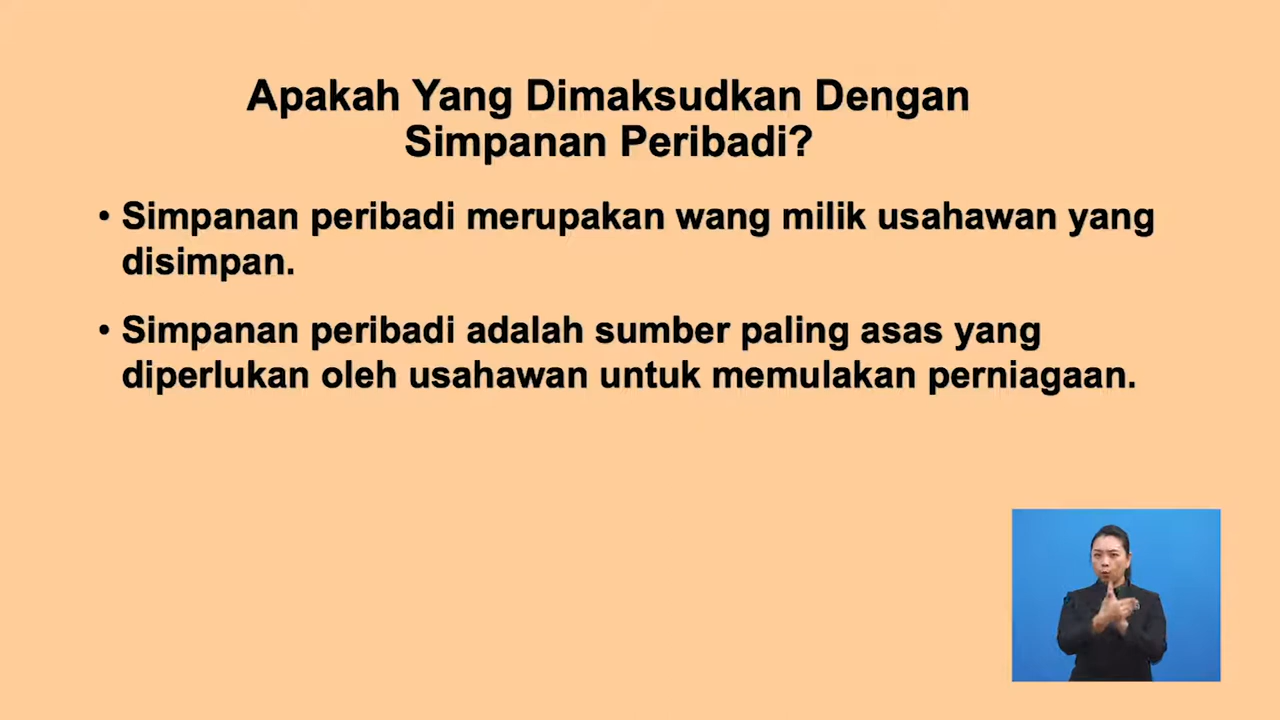 Apakah Yang Dimaksudkan Dengan
Simpanan Peribadi?
• Simpanan peribadi merupakan wang milik usahawan yang
disimpan.
• Simpanan peribadi adalah sumber paling asas yang
diperlukan oleh usahawan untuk memulakan perniagaan.